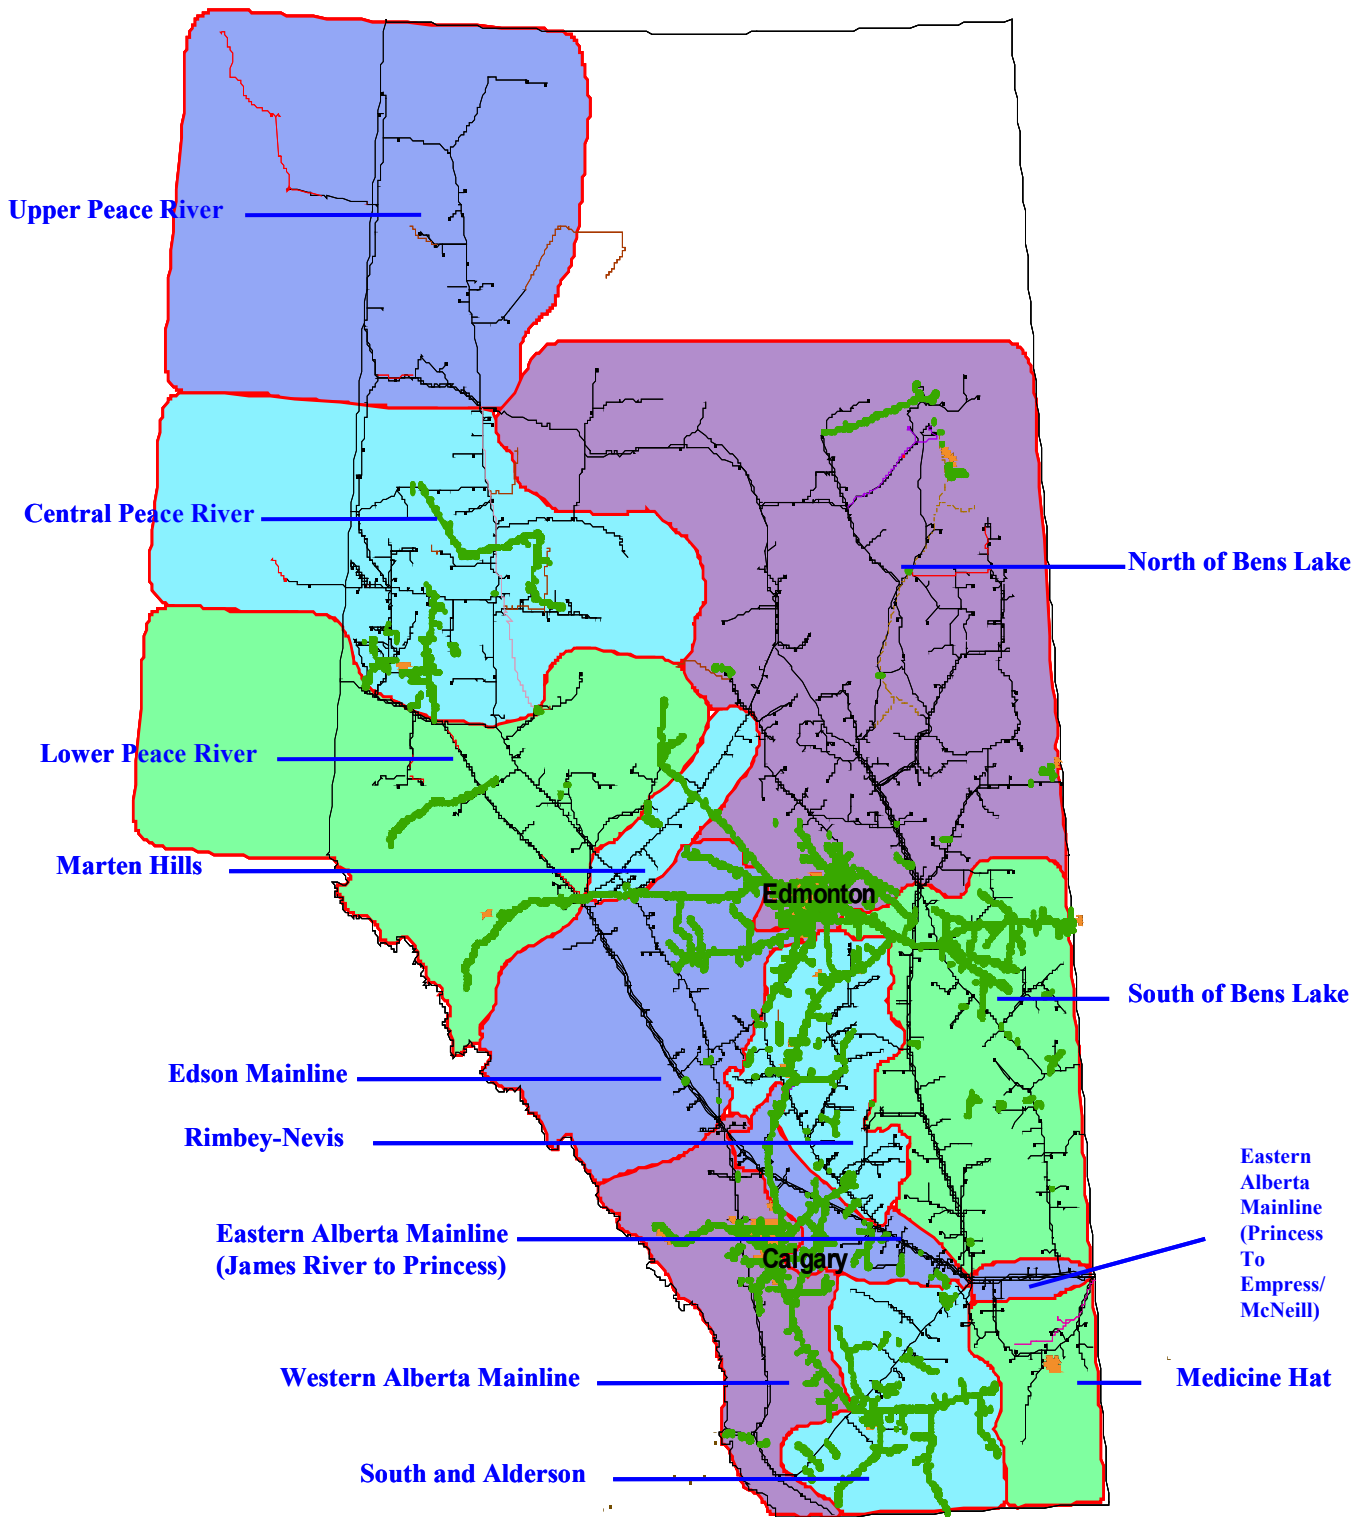 Upper Peace River
Central Peace River
North of Bens Lake
Lower Peace River
Marten Hills
Edmonton
South of Bens Lake
Edson Mainline
Rimbey-Nevis
Eastern
Alberta
Mainline
(Princess
To
Empress/
McNeill)
Eastern Alberta Mainline
(James River to Princess)
Calgary
Western Alberta Mainline
Medicine Hat
South and Alderson